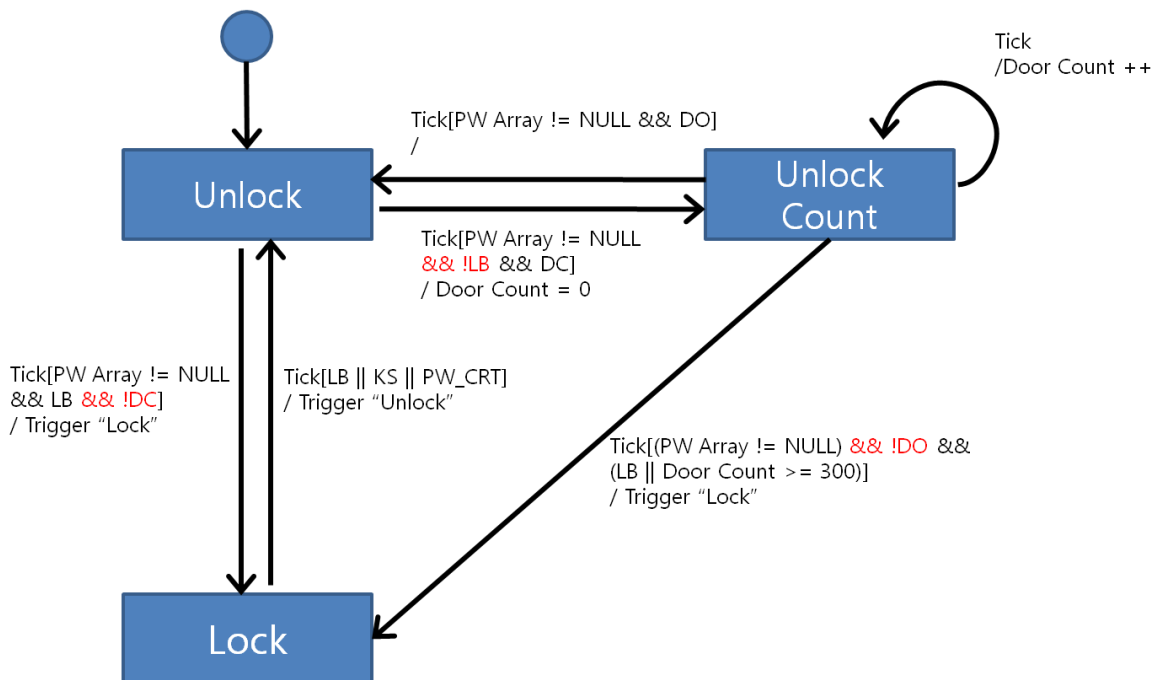 Tick
/Door Count ++
Tick[PW Array != NULL && DO]
/
Unlock
Unlock
Count
Tick[PW Array != NULL
&& !LB && DC]
/ Door Count = 0
Tick[PW Array != NULL
&& LB && !DC]
/ Trigger “Lock”
Tick[LB || KS || PW_CRT]
/ Trigger “Unlock”
Tick[(PW Array != NULL) && !DO &&
(LB || Door Count >= 300)]
/ Trigger “Lock”
Lock